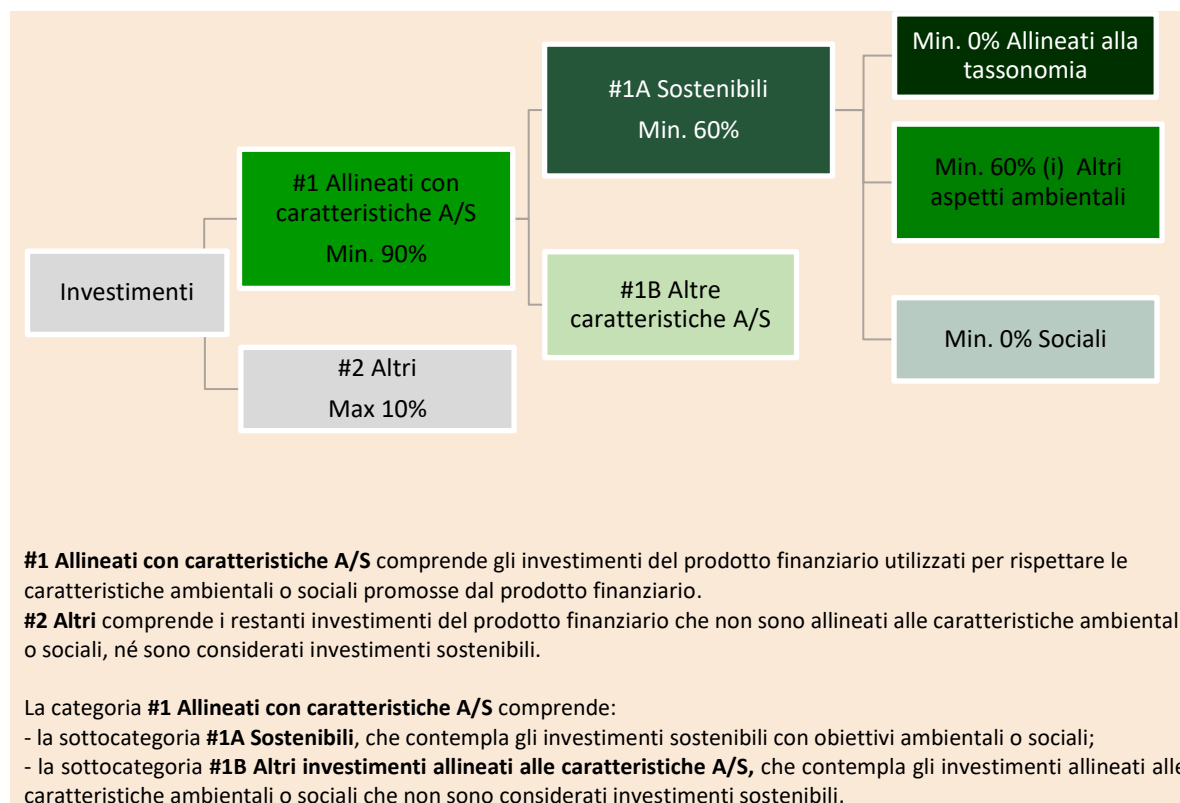 Investimenti
#1 Allineati con
caratteristiche A/S
Min. 90%
#2 Altri
Max 10%
#1A Sostenibili
Min. 60%
#1B Altre
caratteristiche A/S
Min. 0% Allineati alla
tassonomia
Min. 60% (i) Altri
aspetti ambientali
Min. 0% Sociali
#1 Allineati con caratteristiche A/S comprende gli investimenti del prodotto finanziario utilizzati per rispettare le
caratteristiche ambientali o sociali promosse dal prodotto finanziario.
#2 Altri comprende i restanti investimenti del prodotto finanziario che non sono allineati alle caratteristiche ambiental
o sociali, né sono considerati investimenti sostenibili.
La categoria #1 Allineati con caratteristiche A/S comprende:
- la sottocategoria #1A Sostenibili, che contempla gli investimenti sostenibili con obiettivi ambientali o sociali;
- la sottocategoria #1B Altri investimenti allineati alle caratteristiche A/S, che contempla gli investimenti allineati alle
caratteristiche ambientali o sociali che non sono considerati investimenti sostenibili.